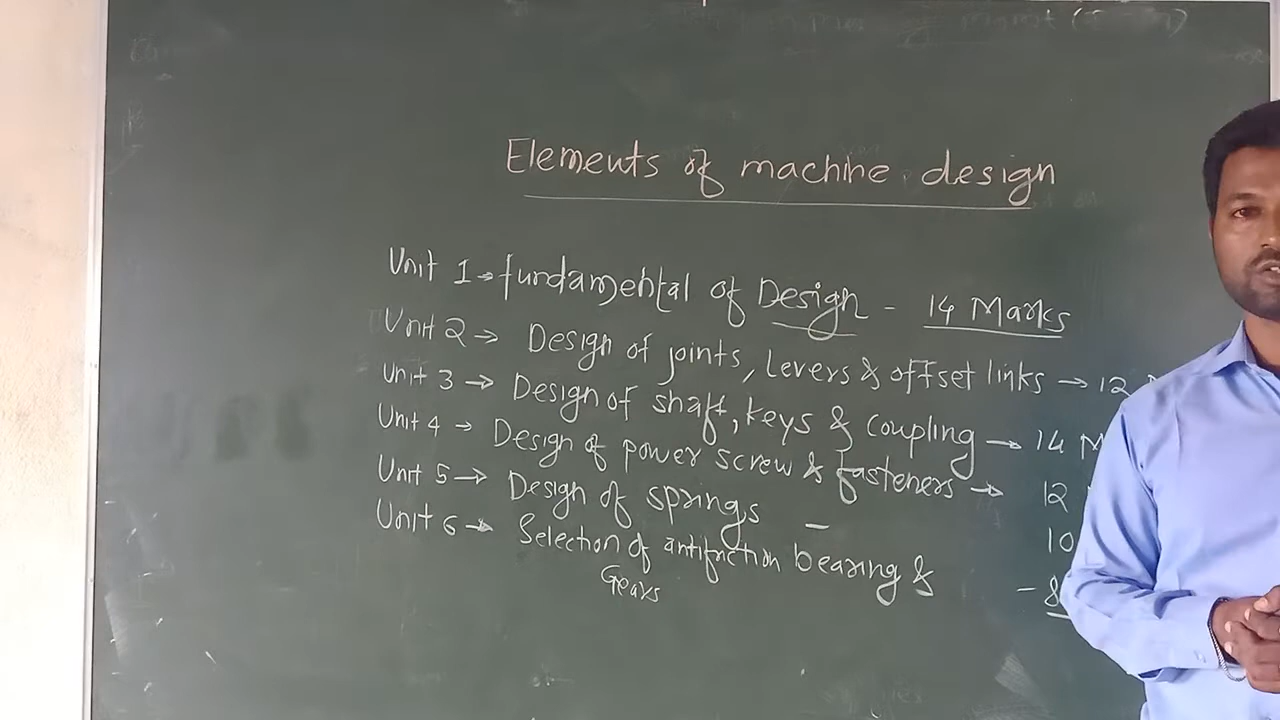 Elements of machine design
Unit 1 → fundamental of Design - 14 Marks
Unit 2 → Design of joints, Levers & offset links → 12
Unit 3 → Design of shaft, keys & coupling → 14 M
Unit 4 → Design of power screw & fasteners → 12
Unit 5 → Design of springs - 10
Unit 6 → Selection of antifriction bearing & - 8
Gears